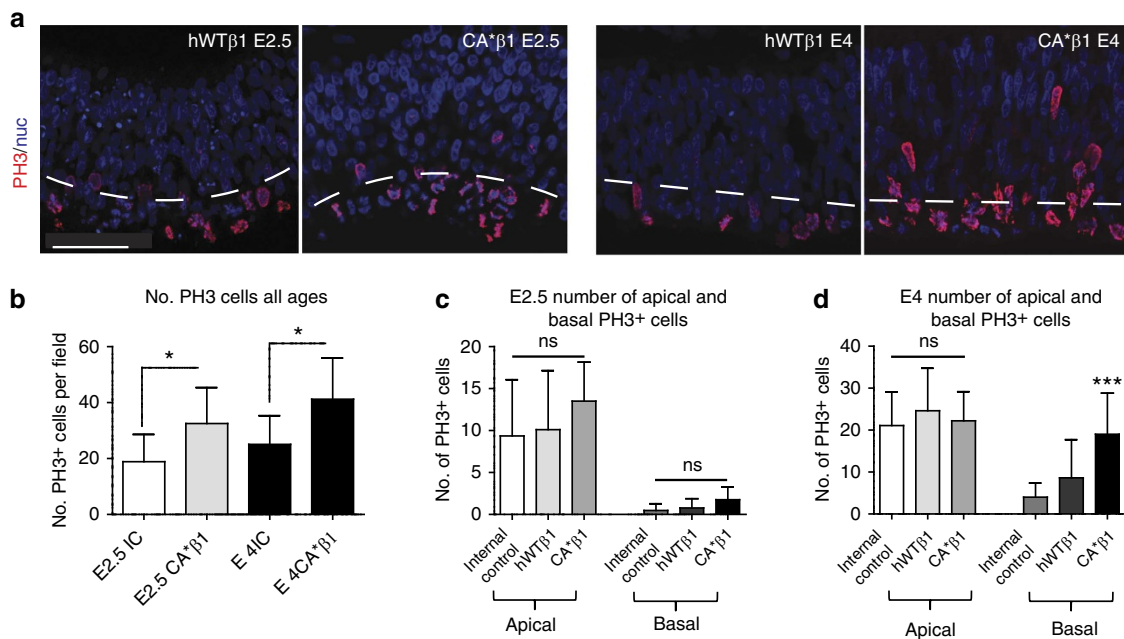 a
hWTβ1 E2.5
CA*β1 E2.5
hWTβ1 E4
CA*β1 E4
PH3/nuc
b
No. PH3 cells all ages
No. PH3+ cells per field
60
40
20
0
*
*
E2.5 IC
E2.5 CA*β1
E 4IC
E 4CA*β1
c
E2.5 number of apical and
basal PH3+ cells
No. of PH3+ cells
20
15
10
5
0
ns
ns
Internal
control
hWTβ1
CA*β1
Internal
control
hWTβ1
CA*β1
Apical
Basal
d
E4 number of apical and
basal PH3+ cells
No. of PH3+ cells
40
30
20
10
0
ns
***
Internal
control
hWTβ1
CA*β1
Internal
control
hWTβ1
CA*β1
Apical
Basal